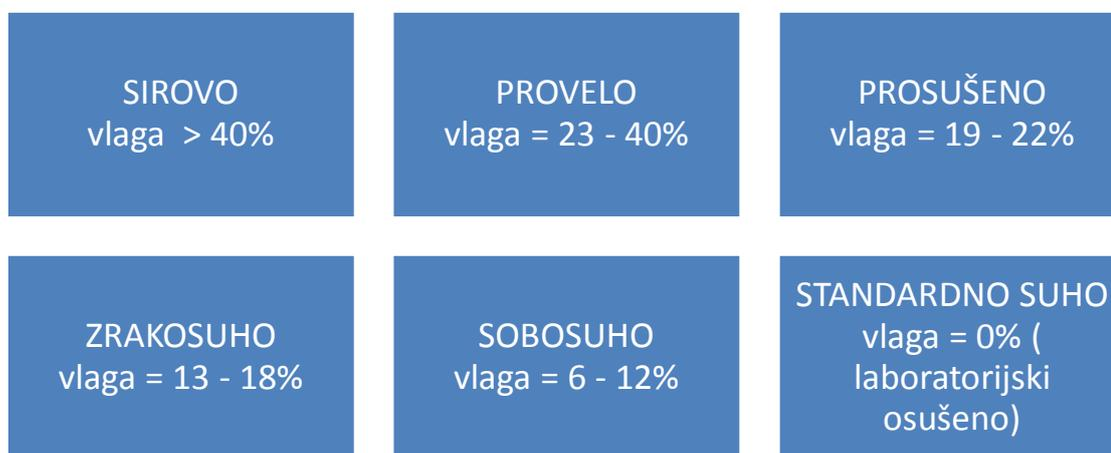 SIROVO
vlaga > 40%
PROVELO
vlaga = 23 - 40%
PROSUŠENO
vlaga = 19 - 22%
ZRAKOSUHO
vlaga = 13 - 18%
SOBOSUHO
vlaga = 6 - 12%
STANDARDNO SUHO
vlaga = 0% (
laboratorijski
osušeno)